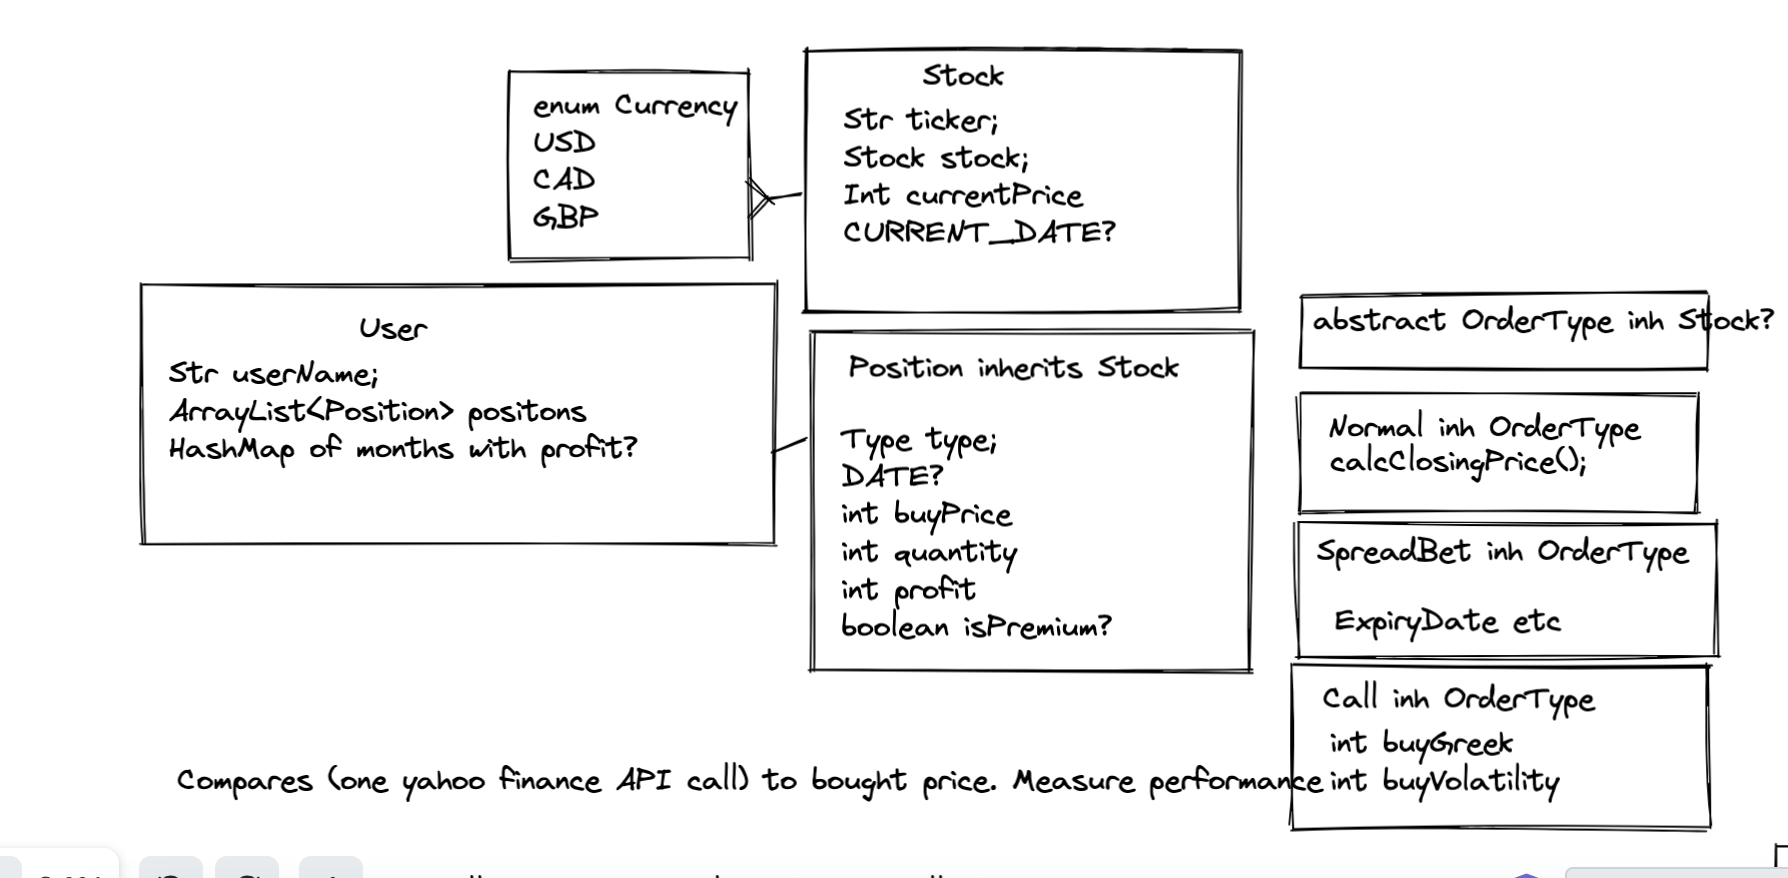 enum Currency
USD
CAD
GBP
Stock
Str ticker;
Stock stock;
Int currentPrice
CURRENT_DATE?
User
Str userName;
ArrayList<Position> positons
HashMap of months with profit?
Position inherits Stock
Type type;
DATE?
int buyPrice
int quantity
int profit
boolean isPremium?
abstract OrderType inh Stock?
Normal inh OrderType
calcClosingPrice();
SpreadBet inh OrderType
ExpiryDate etc
Call inh OrderType
int buyGreek
int buyVolatility
Compares (one yahoo finance API call) to bought price. Measure performance